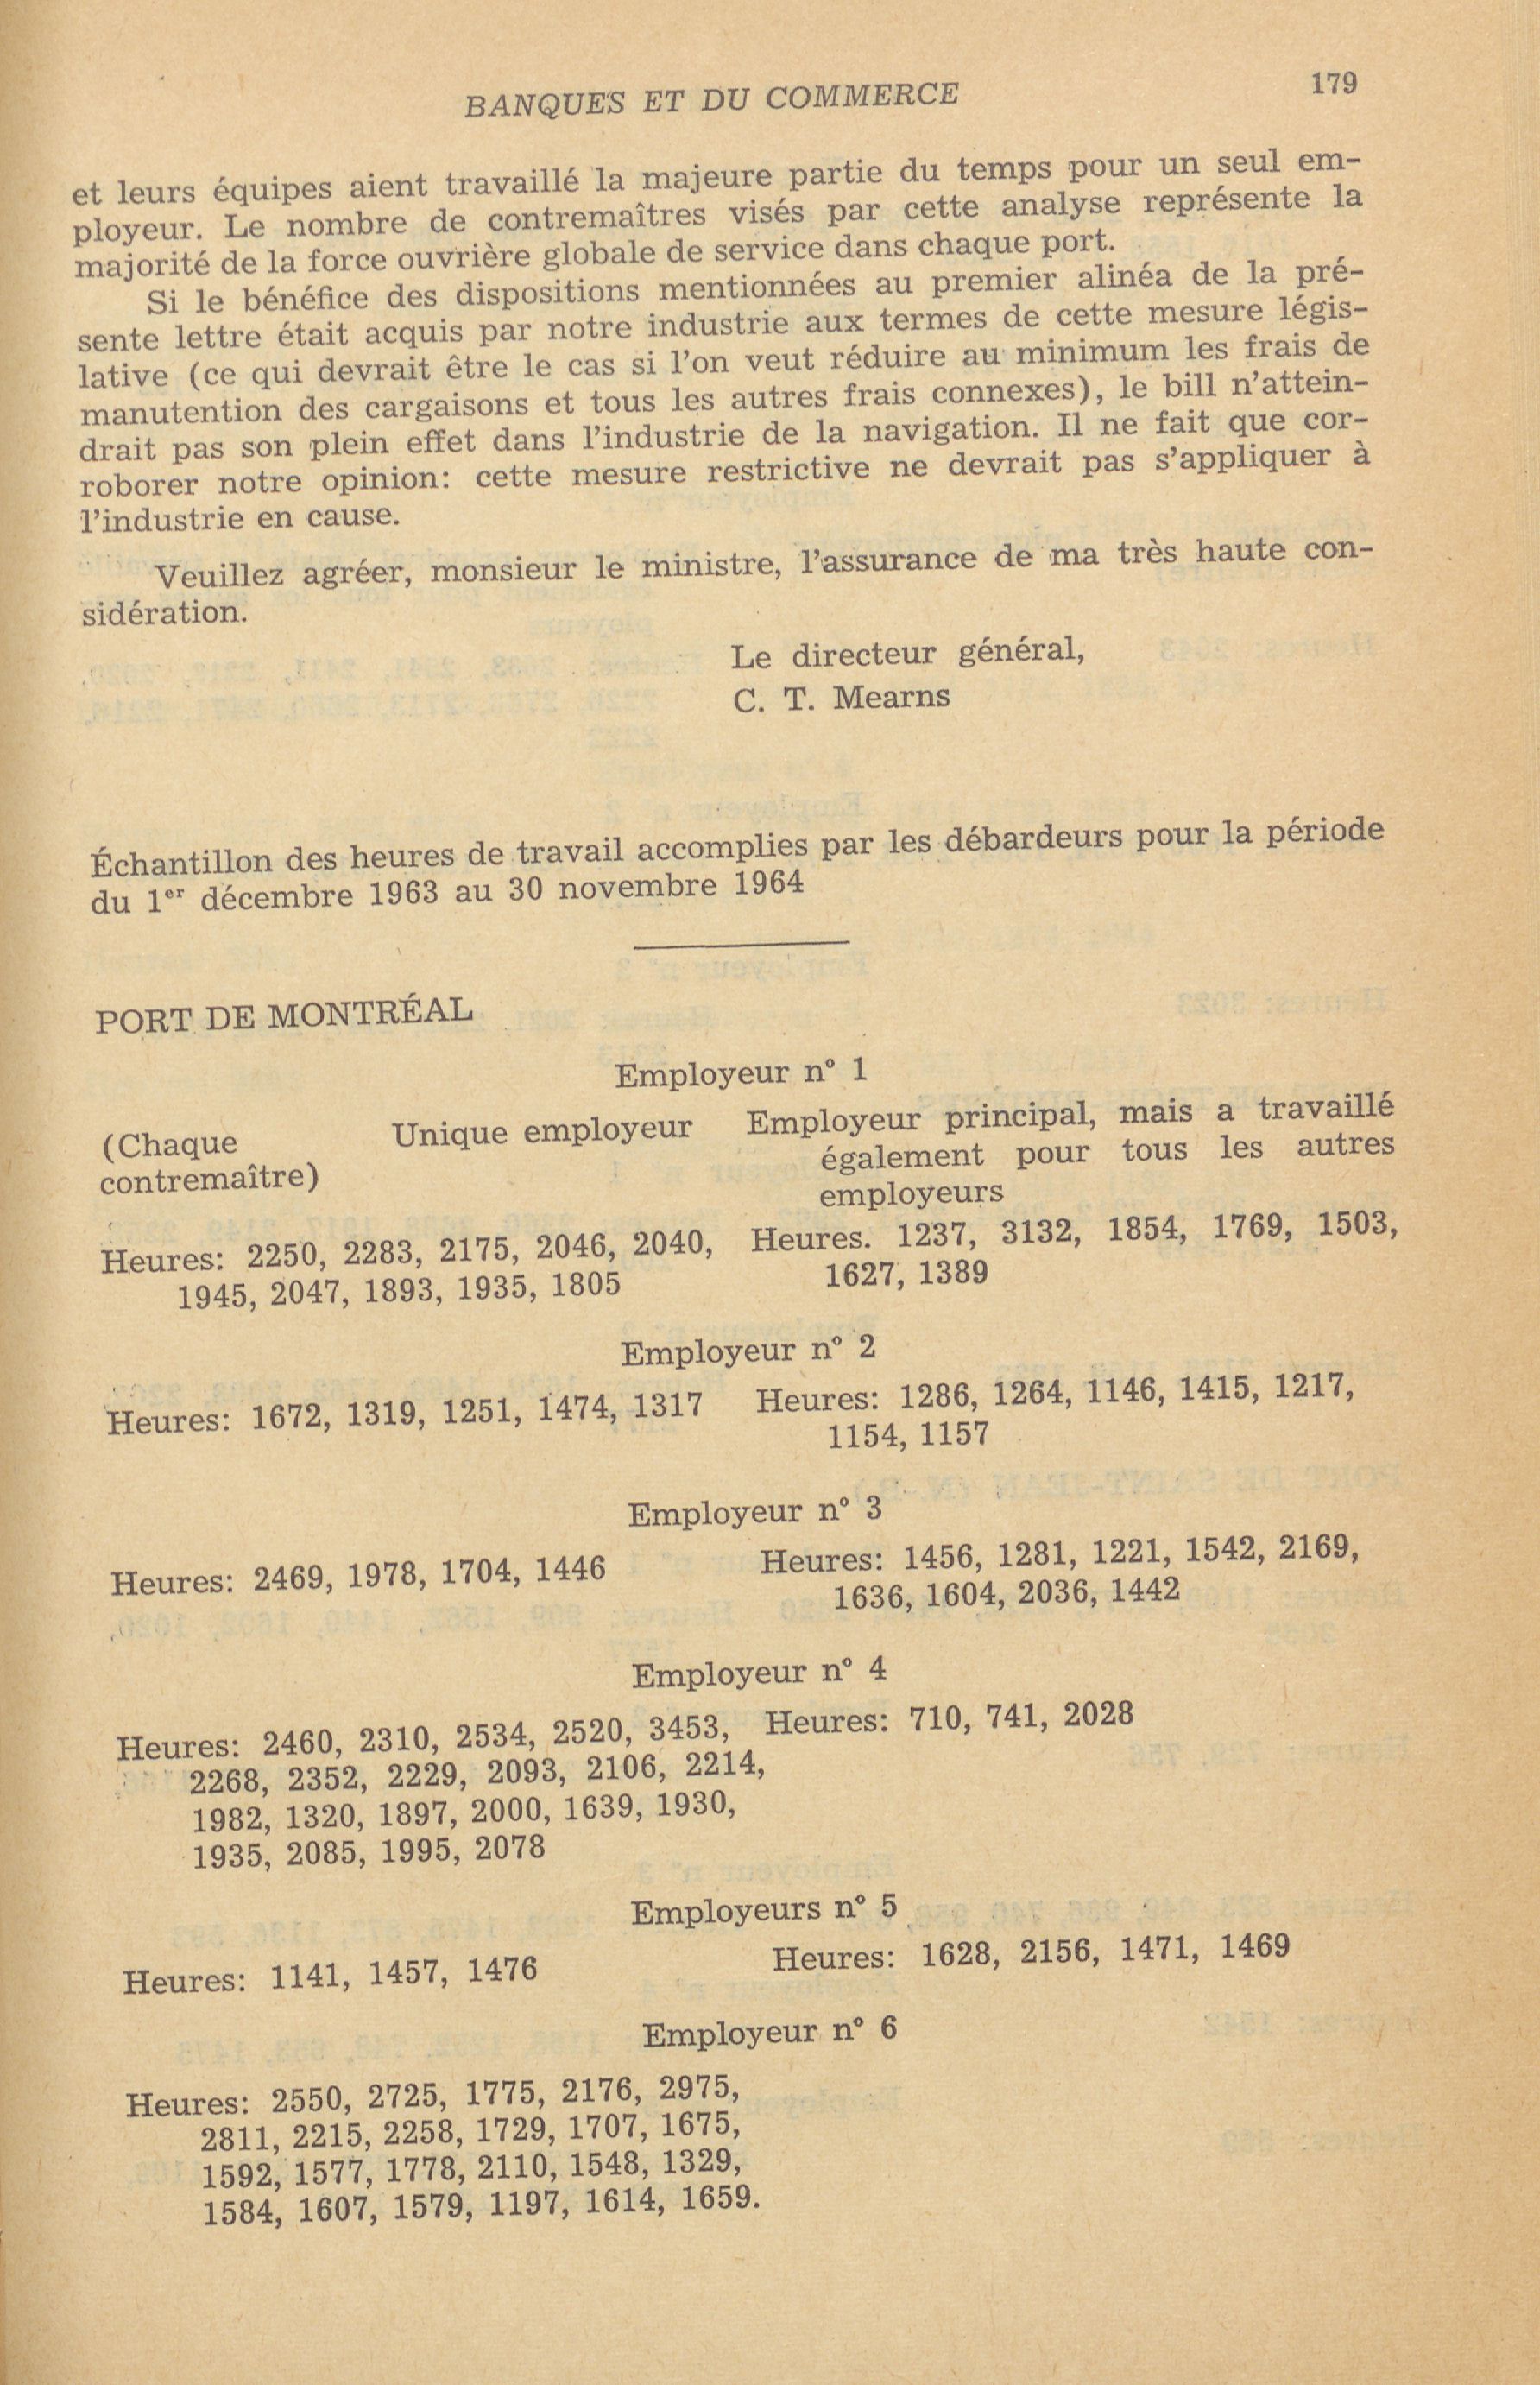 BANQUES ET DU COMMERCE 179
et leurs équipes aient travaillé la majeure partie du temps pour un seul em-
ployeur. Le nombre de contremaîtres visés par cette analyse représente la
majorité de la force ouvrière globale de service dans chaque port.
Si le bénéfice des dispositions mentionnées au premier alinéa de la pré-
sente lettre était acquis par notre industrie aux termes de cette mesure légis-
lative (ce qui devrait être le cas si l'on veut réduire au minimum les frais de
manutention des cargaisons et tous les autres frais connexes), le bill n'attein-
drait pas son plein effet dans l'industrie de la navigation. Il ne fait que cor-
roborer notre opinion: cette mesure restrictive ne devrait pas s'appliquer à
l'industrie en cause.
Veuillez agréer, monsieur le ministre, l'assurance de ma très haute con-
sidération.
Le directeur général,
C. T. Mearns
Échantillon des heures de travail accomplies par les débardeurs pour la période
du 1er décembre 1963 au 30 novembre 1964
PORT DE MONTRÉAL
Employeur n° 1
(Chaque
contremaître)
Unique employeur
Employeur principal, mais a travaillé
également pour tous les autres
employeurs
Heures: 2250, 2283, 2175, 2046, 2040,
1945, 2047, 1893, 1935, 1805
Heures. 1237, 3132, 1854, 1769, 1503,
1627, 1389
Employeur n° 2
Heures: 1672, 1319, 1251, 1474, 1317
Heures: 1286, 1264, 1146, 1415, 1217,
1154, 1157
Employeur n° 3
Heures: 2469, 1978, 1704, 1446
Heures: 1456, 1281, 1221, 1542, 2169,
1636, 1604, 2036, 1442
Employeur n° 4
Heures: 2460, 2310, 2534, 2520, 3453,
2268, 2352, 2229, 2093, 2106, 2214,
1982, 1320, 1897, 2000, 1639, 1930,
1935, 2085, 1995, 2078
Heures: 710, 741, 2028
Employeurs n° 5
Heures: 1141, 1457, 1476
Heures: 1628, 2156, 1471, 1469
Employeur n° 6
Heures: 2550, 2725, 1775, 2176, 2975,
2811, 2215, 2258, 1729, 1707, 1675,
1592, 1577, 1778, 2110, 1548, 1329,
1584, 1607, 1579, 1197, 1614, 1659.